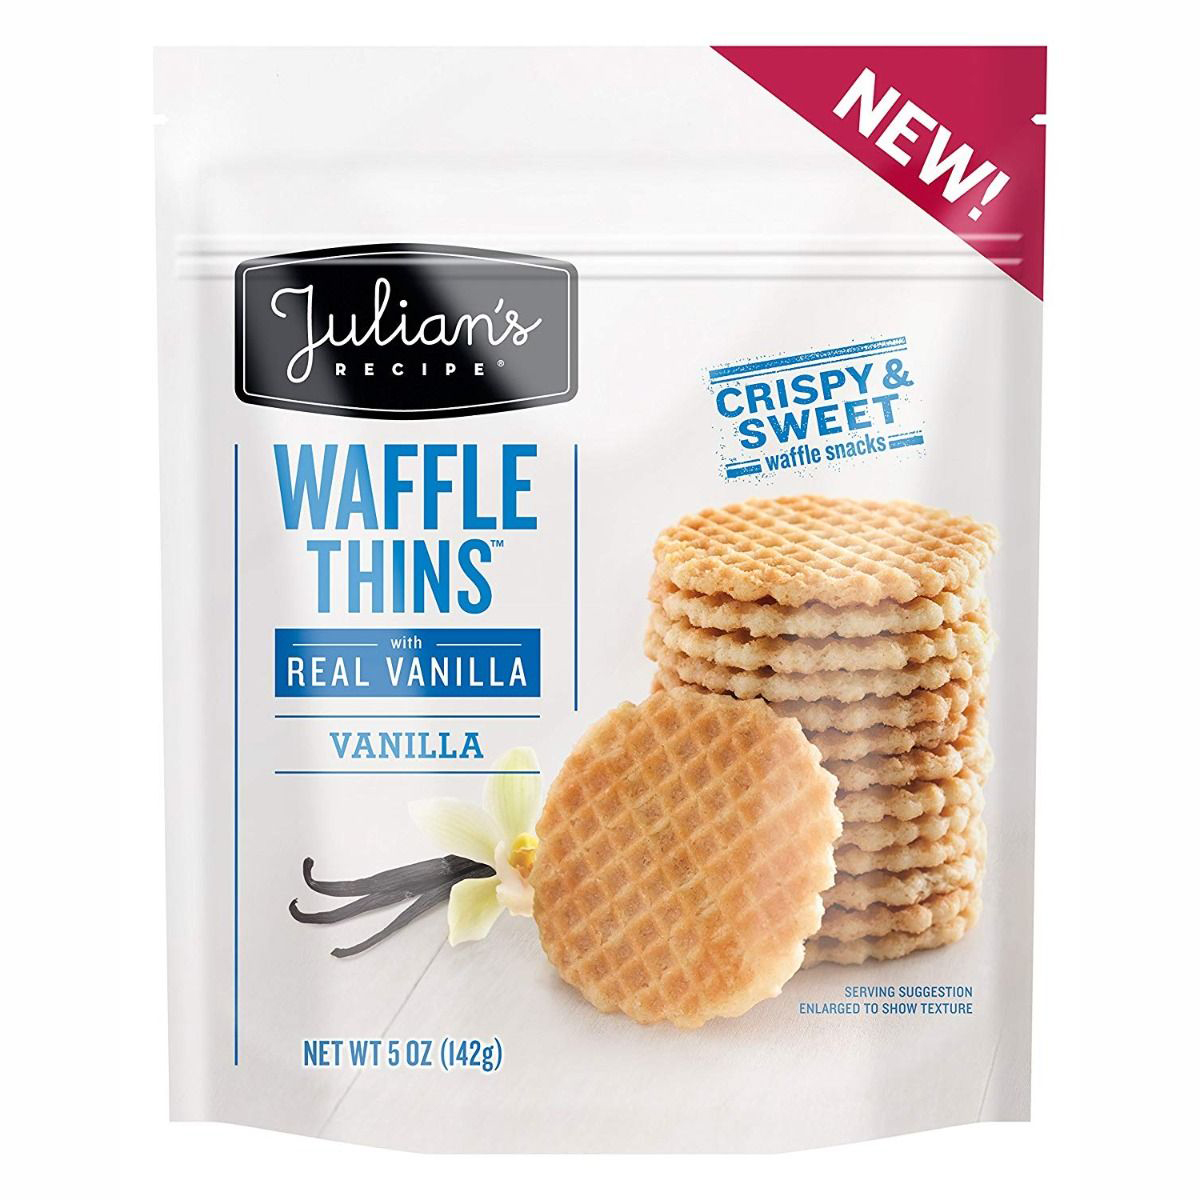 NEW!
Julian's
RECIPE®
CRISPY &
SWEET
waffle snacks
WAFFLE
THINS™
with
REAL VANILLA
VANILLA
SERVING SUGGESTION
ENLARGED TO SHOW TEXTURE
NET WT 5 OZ (142g)